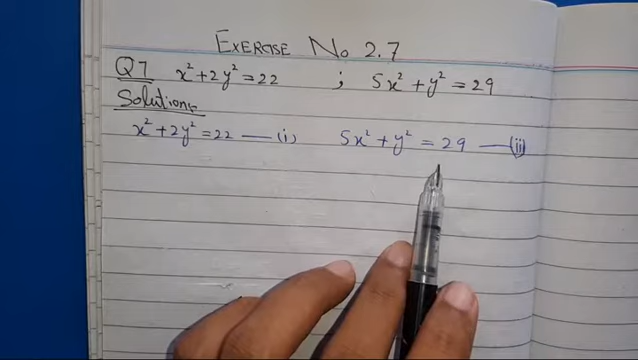 EXERCISE No 2.7
Q7 x²+2y²=22 ; 5x²+y²=29
Solution:-
x²+2y²=22 —(i) 5x²+y²=29 —(ii)